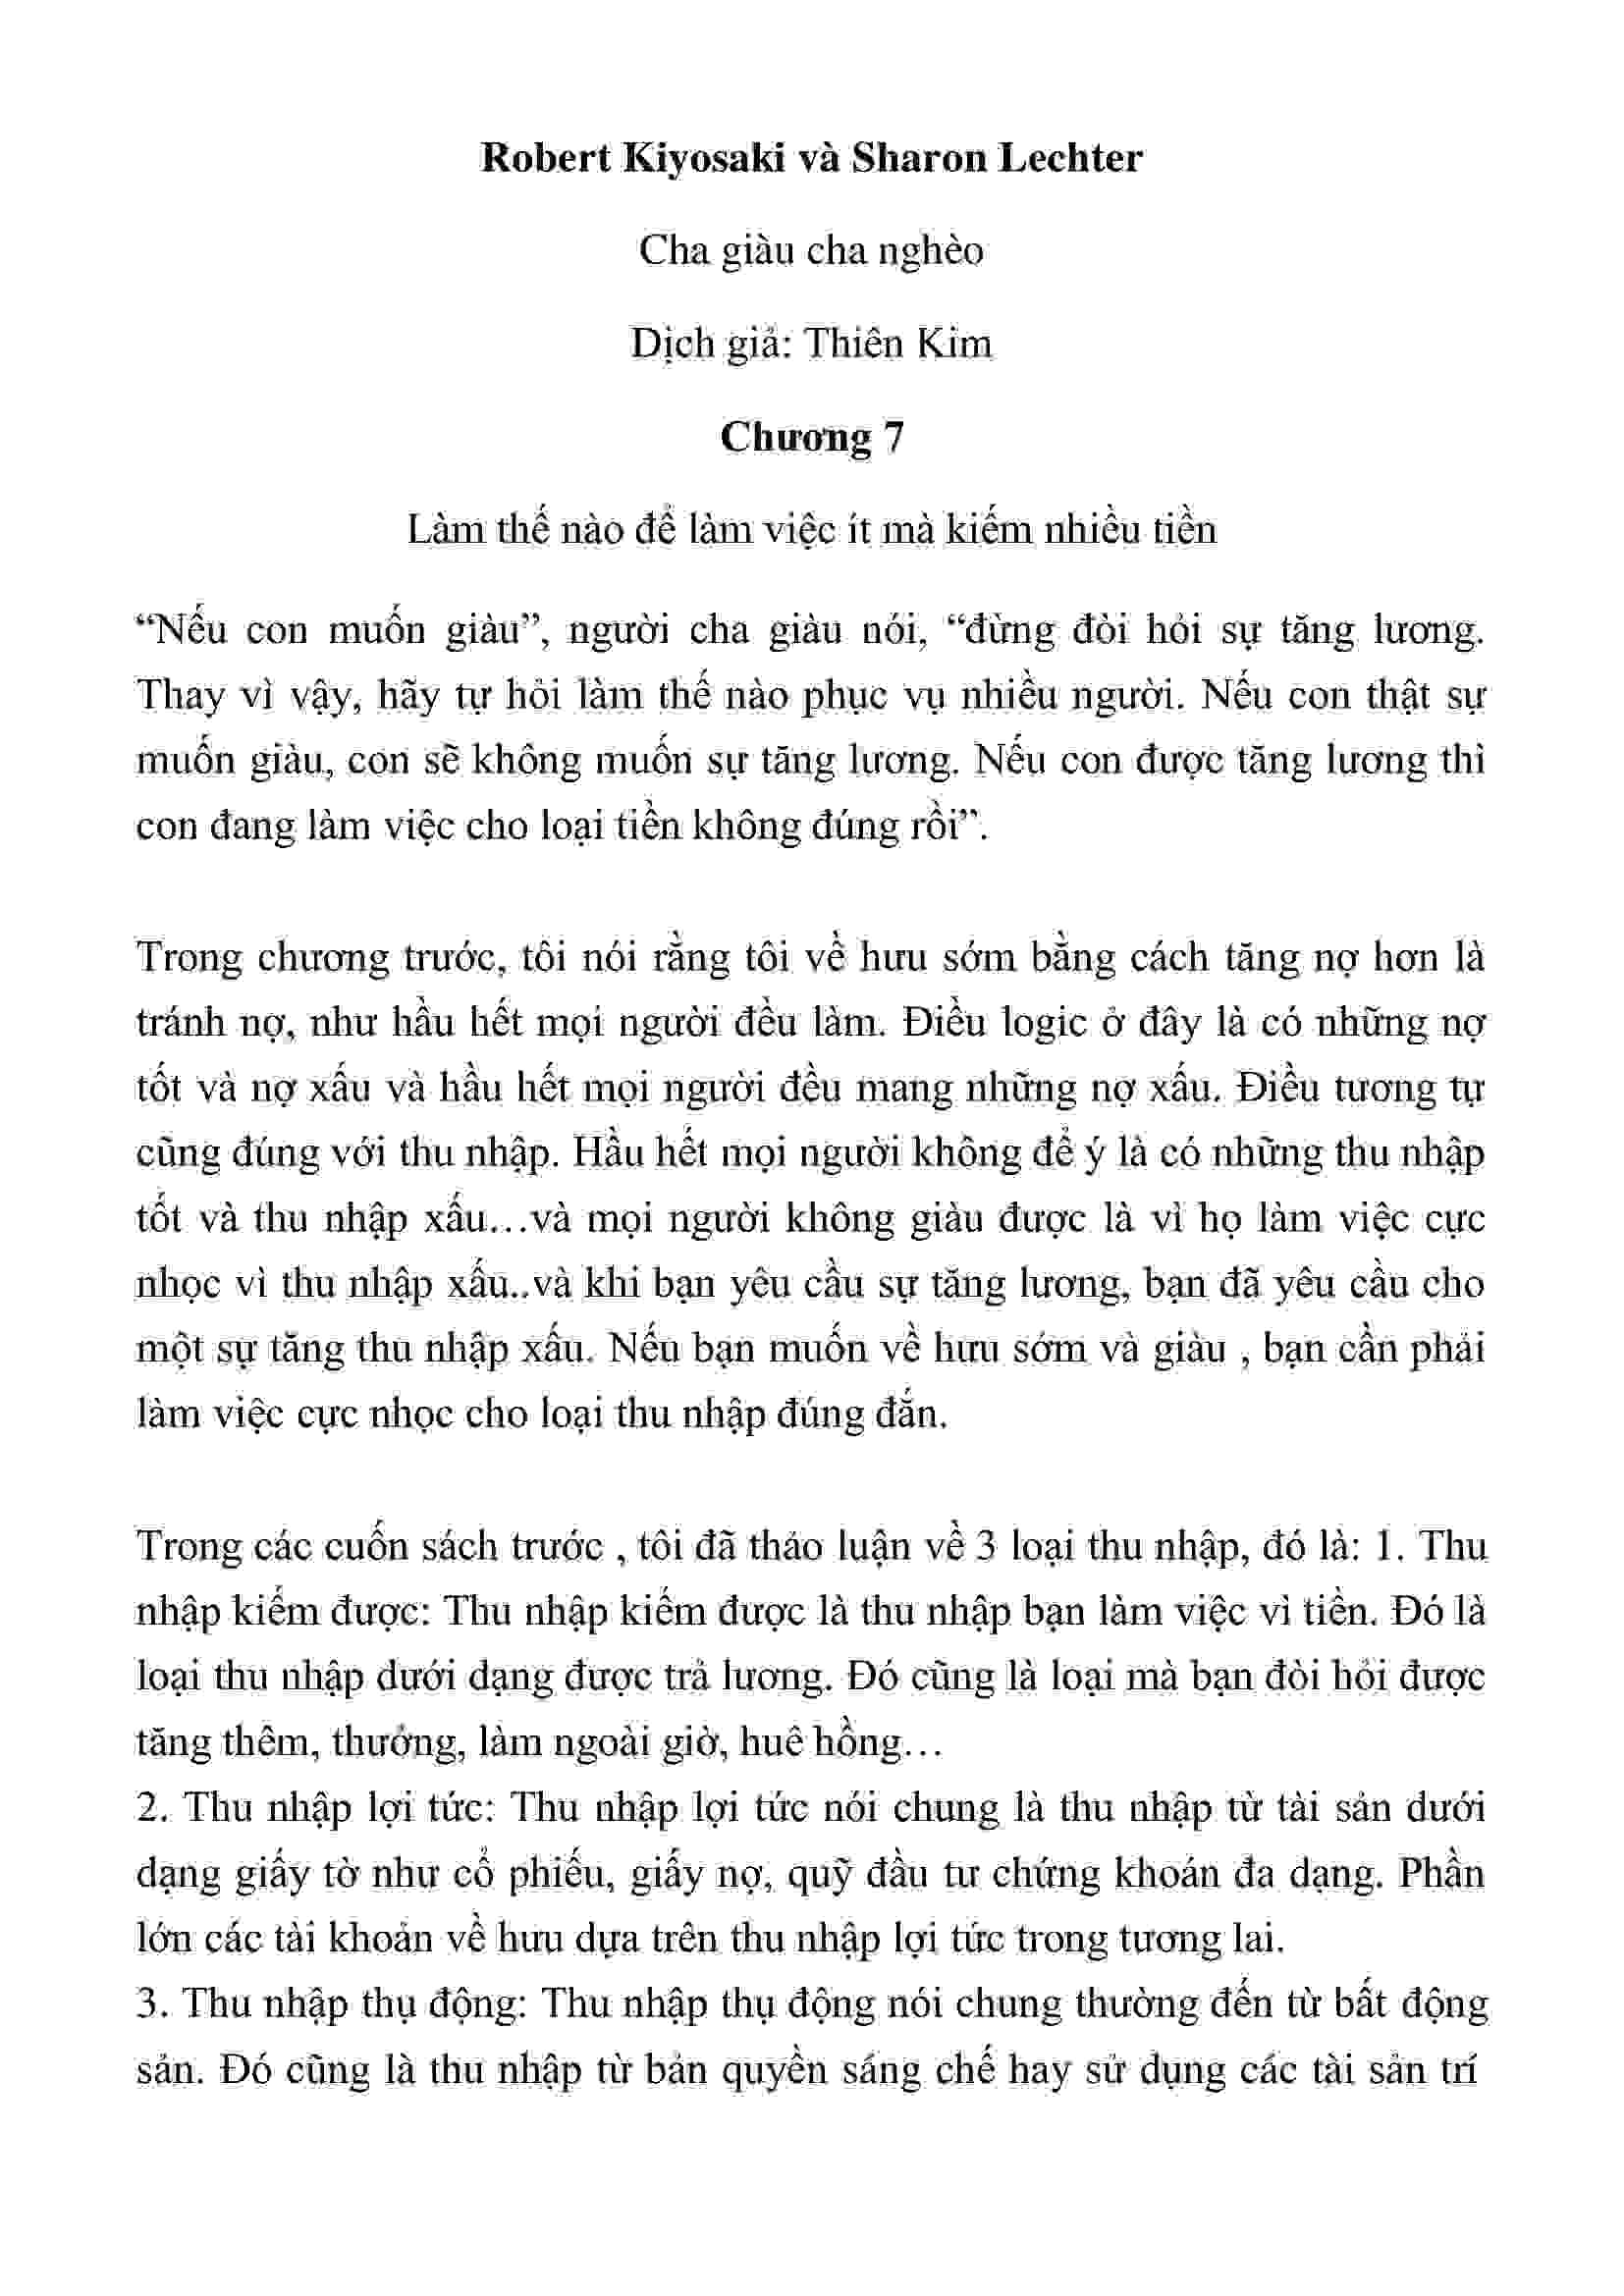 Robert Kiyosaki và Sharon Lechter
Cha giàu cha nghèo
Dịch giả: Thiên Kim
Chương 7
Làm thế nào để làm việc ít mà kiếm nhiều tiền
“Nếu con muốn giàu”, người cha giàu nói, “đừng đòi hỏi sự tăng lương.
Thay vì vậy, hãy tự hỏi làm thế nào phục vụ nhiều người. Nếu con thật sự
muốn giàu, con sẽ không muốn sự tăng lương. Nếu con được tăng lương thì
con đang làm việc cho loại tiền không đúng rồi”.
Trong chương trước, tôi nói rằng tôi về hưu sớm bằng cách tăng nợ hơn là
tránh nợ, như hầu hết mọi người đều làm. Điều logic ở đây là có những nợ
tốt và nợ xấu và hầu hết mọi người đều mang những nợ xấu. Điều tương tự
cũng đúng với thu nhập. Hầu hết mọi người không để ý là có những thu nhập
tốt và thu nhập xấu…và mọi người không giàu được là vì họ làm việc cực
nhọc vì thu nhập xấu..và khi bạn yêu cầu sự tăng lương, bạn đã yêu cầu cho
một sự tăng thu nhập xấu. Nếu bạn muốn về hưu sớm và giàu , bạn cần phải
làm việc cực nhọc cho loại thu nhập đúng đắn.
Trong các cuốn sách trước , tôi đã thảo luận về 3 loại thu nhập, đó là: 1. Thu
nhập kiếm được: Thu nhập kiếm được là thu nhập bạn làm việc vì tiền. Đó là
loại thu nhập dưới dạng được trả lương. Đó cũng là loại mà bạn đòi hỏi được
tăng thêm, thưởng, làm ngoài giờ, huê hồng…
2. Thu nhập lợi tức: Thu nhập lợi tức nói chung là thu nhập từ tài sản dưới
dạng giấy tờ như cổ phiếu, giấy nợ, quỹ đầu tư chứng khoán đa dạng. Phần
lớn các tài khoản về hưu dựa trên thu nhập lợi tức trong tương lai.
3. Thu nhập thụ động: Thu nhập thụ động nói chung thường đến từ bất động
sản. Đó cũng là thu nhập từ bản quyền sáng chế hay sử dụng các tài sản trí